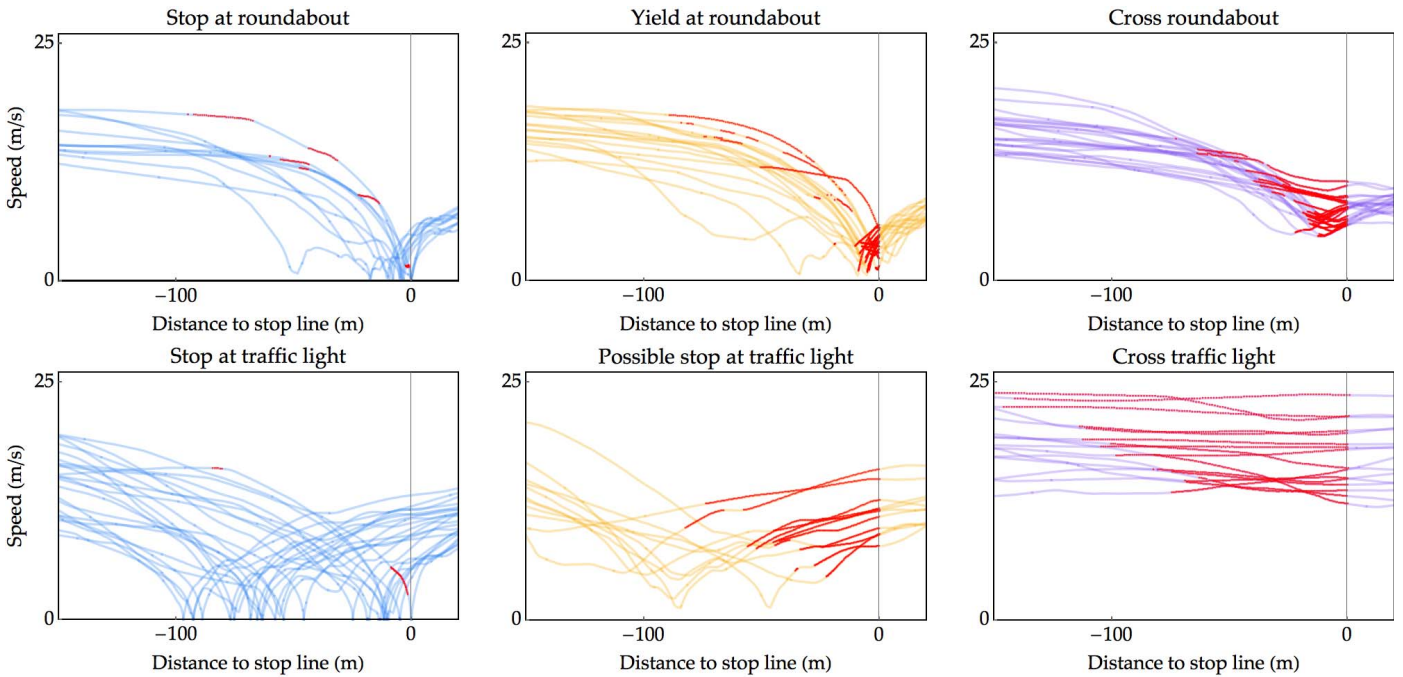 Stop at roundabout
Yield at roundabout
Cross roundabout
25
25
25
Speed (m/s)
0
0
0
−100
0
−100
0
−100
0
Distance to stop line (m)
Distance to stop line (m)
Distance to stop line (m)
Stop at traffic light
Possible stop at traffic light
Cross traffic light
25
25
25
Speed (m/s)
0
0
0
−100
0
−100
0
−100
0
Distance to stop line (m)
Distance to stop line (m)
Distance to stop line (m)